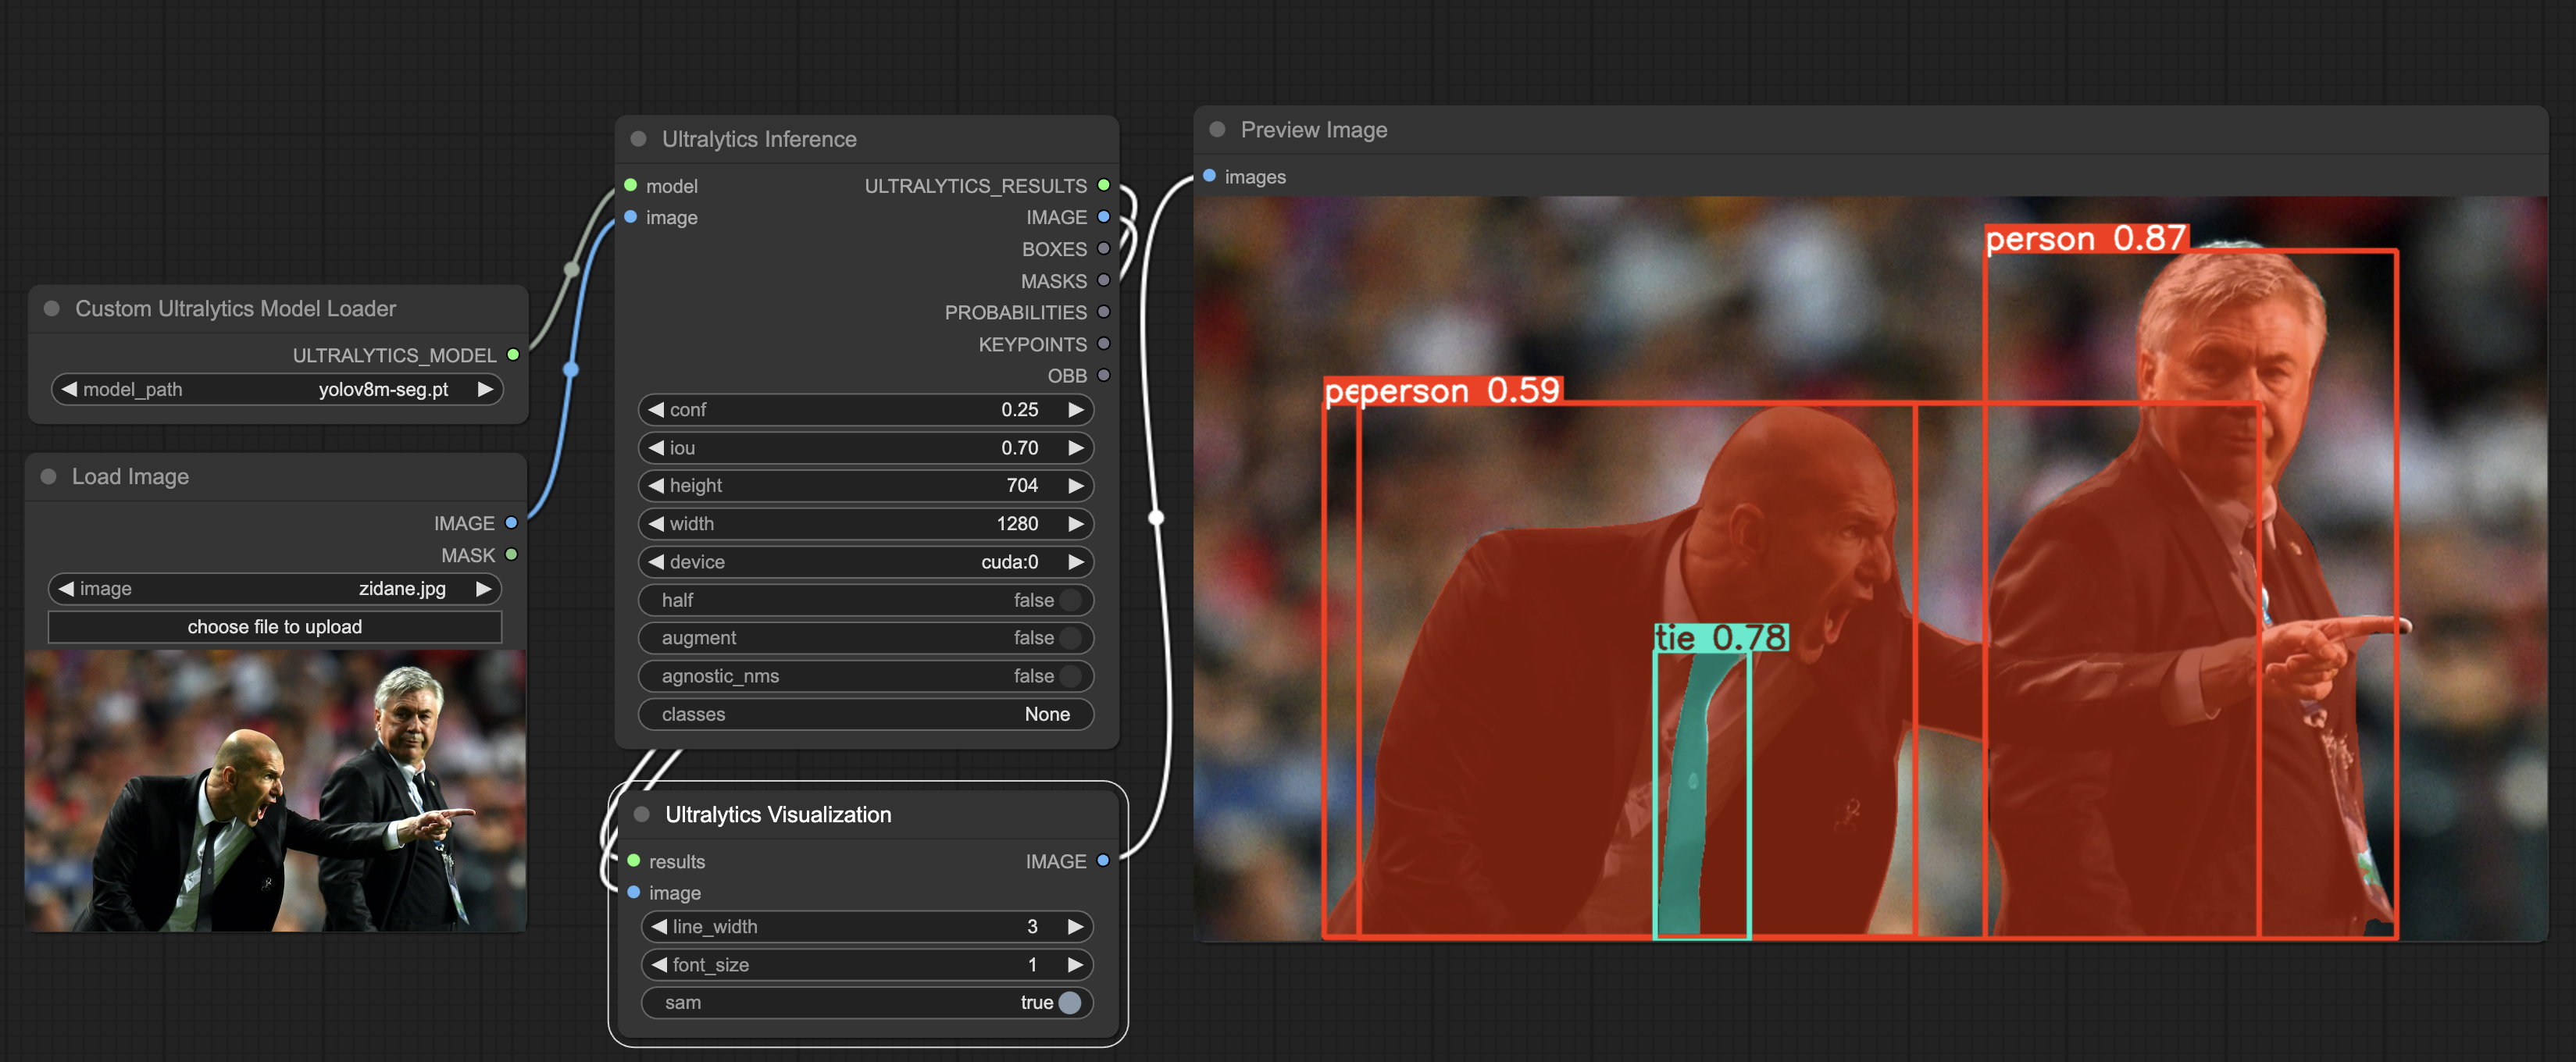 Custom Ultralytics Model Loader
ULTRALYTICS_MODEL
model_path yolov8m-seg.pt
Load Image
IMAGE
MASK
image zidane.jpg
choose file to upload
Ultralytics Inference
model ULTRALYTICS_RESULTS
image IMAGE
BOXES
MASKS
PROBABILITIES
KEYPOINTS
OBB
conf 0.25
iou 0.70
height 704
width 1280
device cuda:0
half false
augment false
agnostic_nms false
classes None
Ultralytics Visualization
results IMAGE
image
line_width 3
font_size 1
sam true
Preview Image
images
person 0.87
peperson 0.59
tie 0.78